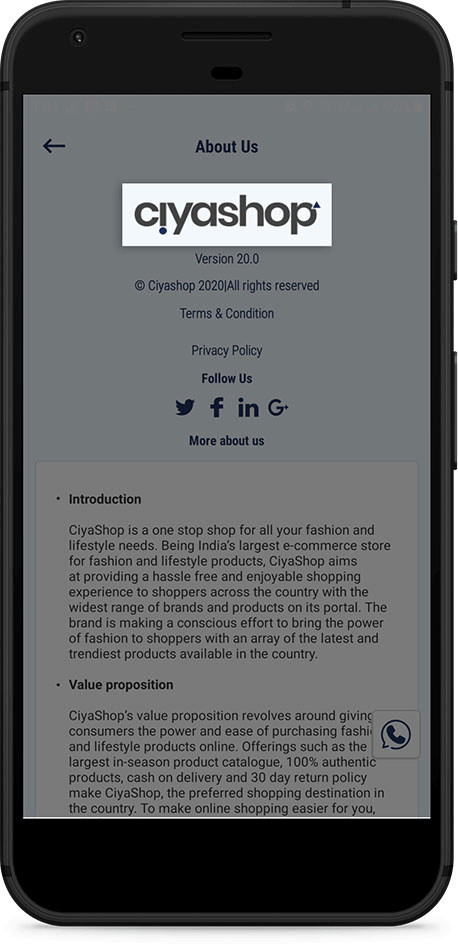 About Us
ciyashop
Version 20.0
© Ciyashop 2020|All rights reserved
Terms & Condition
Privacy Policy
Follow Us
More about us
• Introduction
CiyaShop is a one stop shop for all your fashion and
lifestyle needs. Being India's largest e-commerce store
for fashion and lifestyle products, CiyaShop aims
at providing a hassle free and enjoyable shopping
experience to shoppers across the country with the
widest range of brands and products on its portal. The
brand is making a conscious effort to bring the power
of fashion to shoppers with an array of the latest and
trendiest products available in the country.
• Value proposition
CiyaShop's value proposition revolves around giving
consumers the power and ease of purchasing fashi
and lifestyle products online. Offerings such as the
largest in-season product catalogue, 100% authentic
products, cash on delivery and 30 day return policy
make CiyaShop, the preferred shopping destination in
the country. To make online shopping easier for you,